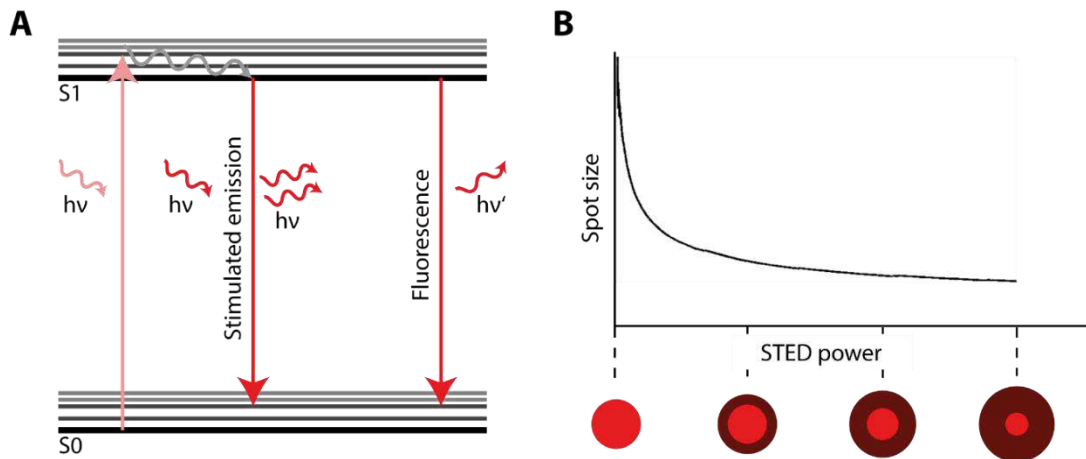 A
S1
hν
hν
Stimulated emission
hν
Fluorescence
hν‘
S0
B
Spot size
STED power